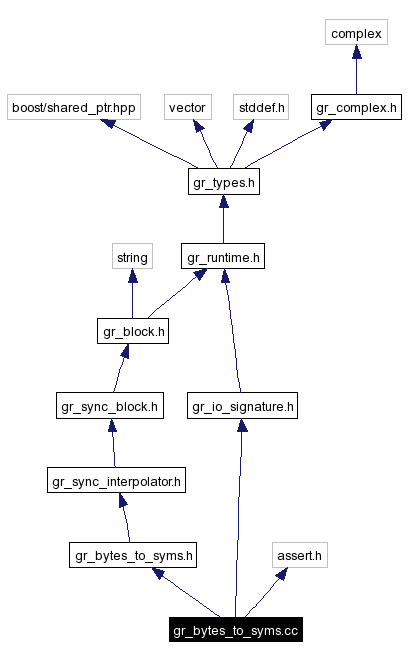 complex
boost/shared_ptr.hpp
vector
stddef.h
gr_complex.h
gr_types.h
string
gr_runtime.h
gr_block.h
gr_sync_block.h
gr_io_signature.h
gr_sync_interpolator.h
gr_bytes_to_syms.h
assert.h
gr_bytes_to_syms.cc